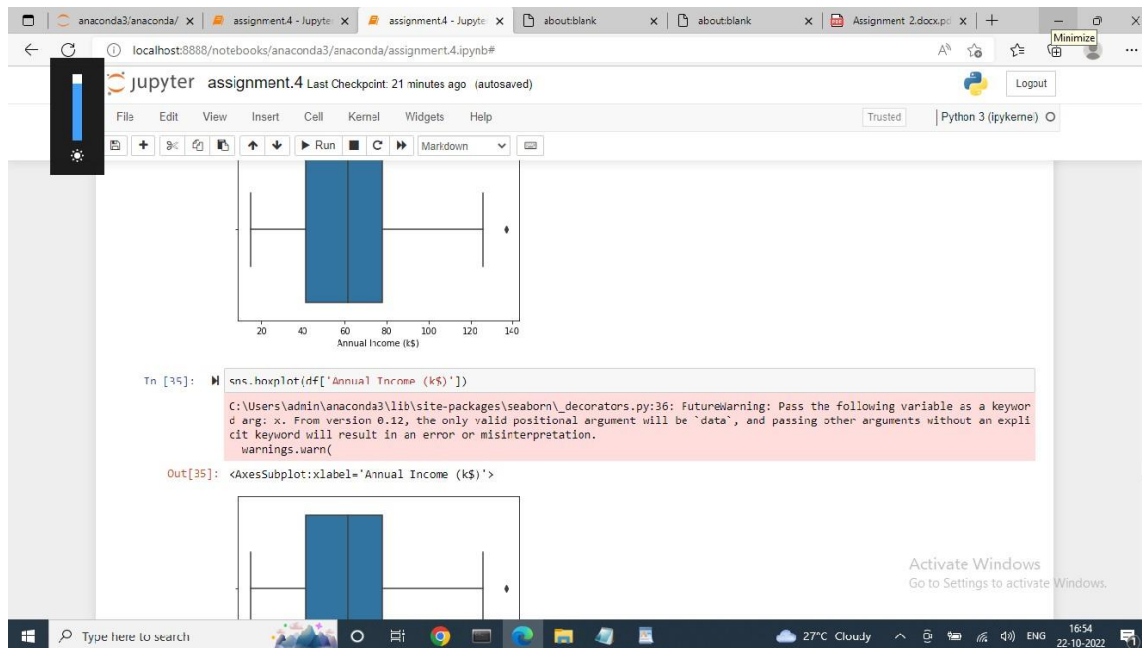 anaconda3/anaconda/
assignment.4 - Jupyte
assignment4 - Jupyte
about:blank
about:blank
Assignment 2.docx.pd
Minimize
localhost:8888/notebooks/anaconda3/anaconda/assignment.4.ipynb#
jupyter assignment.4 Last Checkpoint: 21 minutes ago (autosaved)
Logout
File Edit View Insert Cell Kernel Widgets Help
Trusted
Python 3 (ipykernel)
Run
Markdown
20 40 60 80 100 120 140
Annual Income (k$)
In [35]: sns.boxplot(df['Annual Income (k$)'])
C:\Users\admin\anaconda3\lib\site-packages\seaborn\_decorators.py:36: FutureWarning: Pass the following variable as a keywor
d arg: x. From version 0.12, the only valid positional argument will be `data`, and passing other arguments without an expli
cit keyword will result in an error or misinterpretation.
warnings.warn(
Out[35]: <AxesSubplot:xlabel='Annual Income (k$)'>
Activate Windows
Go to Settings to activate Windows.
Type here to search
27°C Cloudy
ENG
16:54
22-10-2022